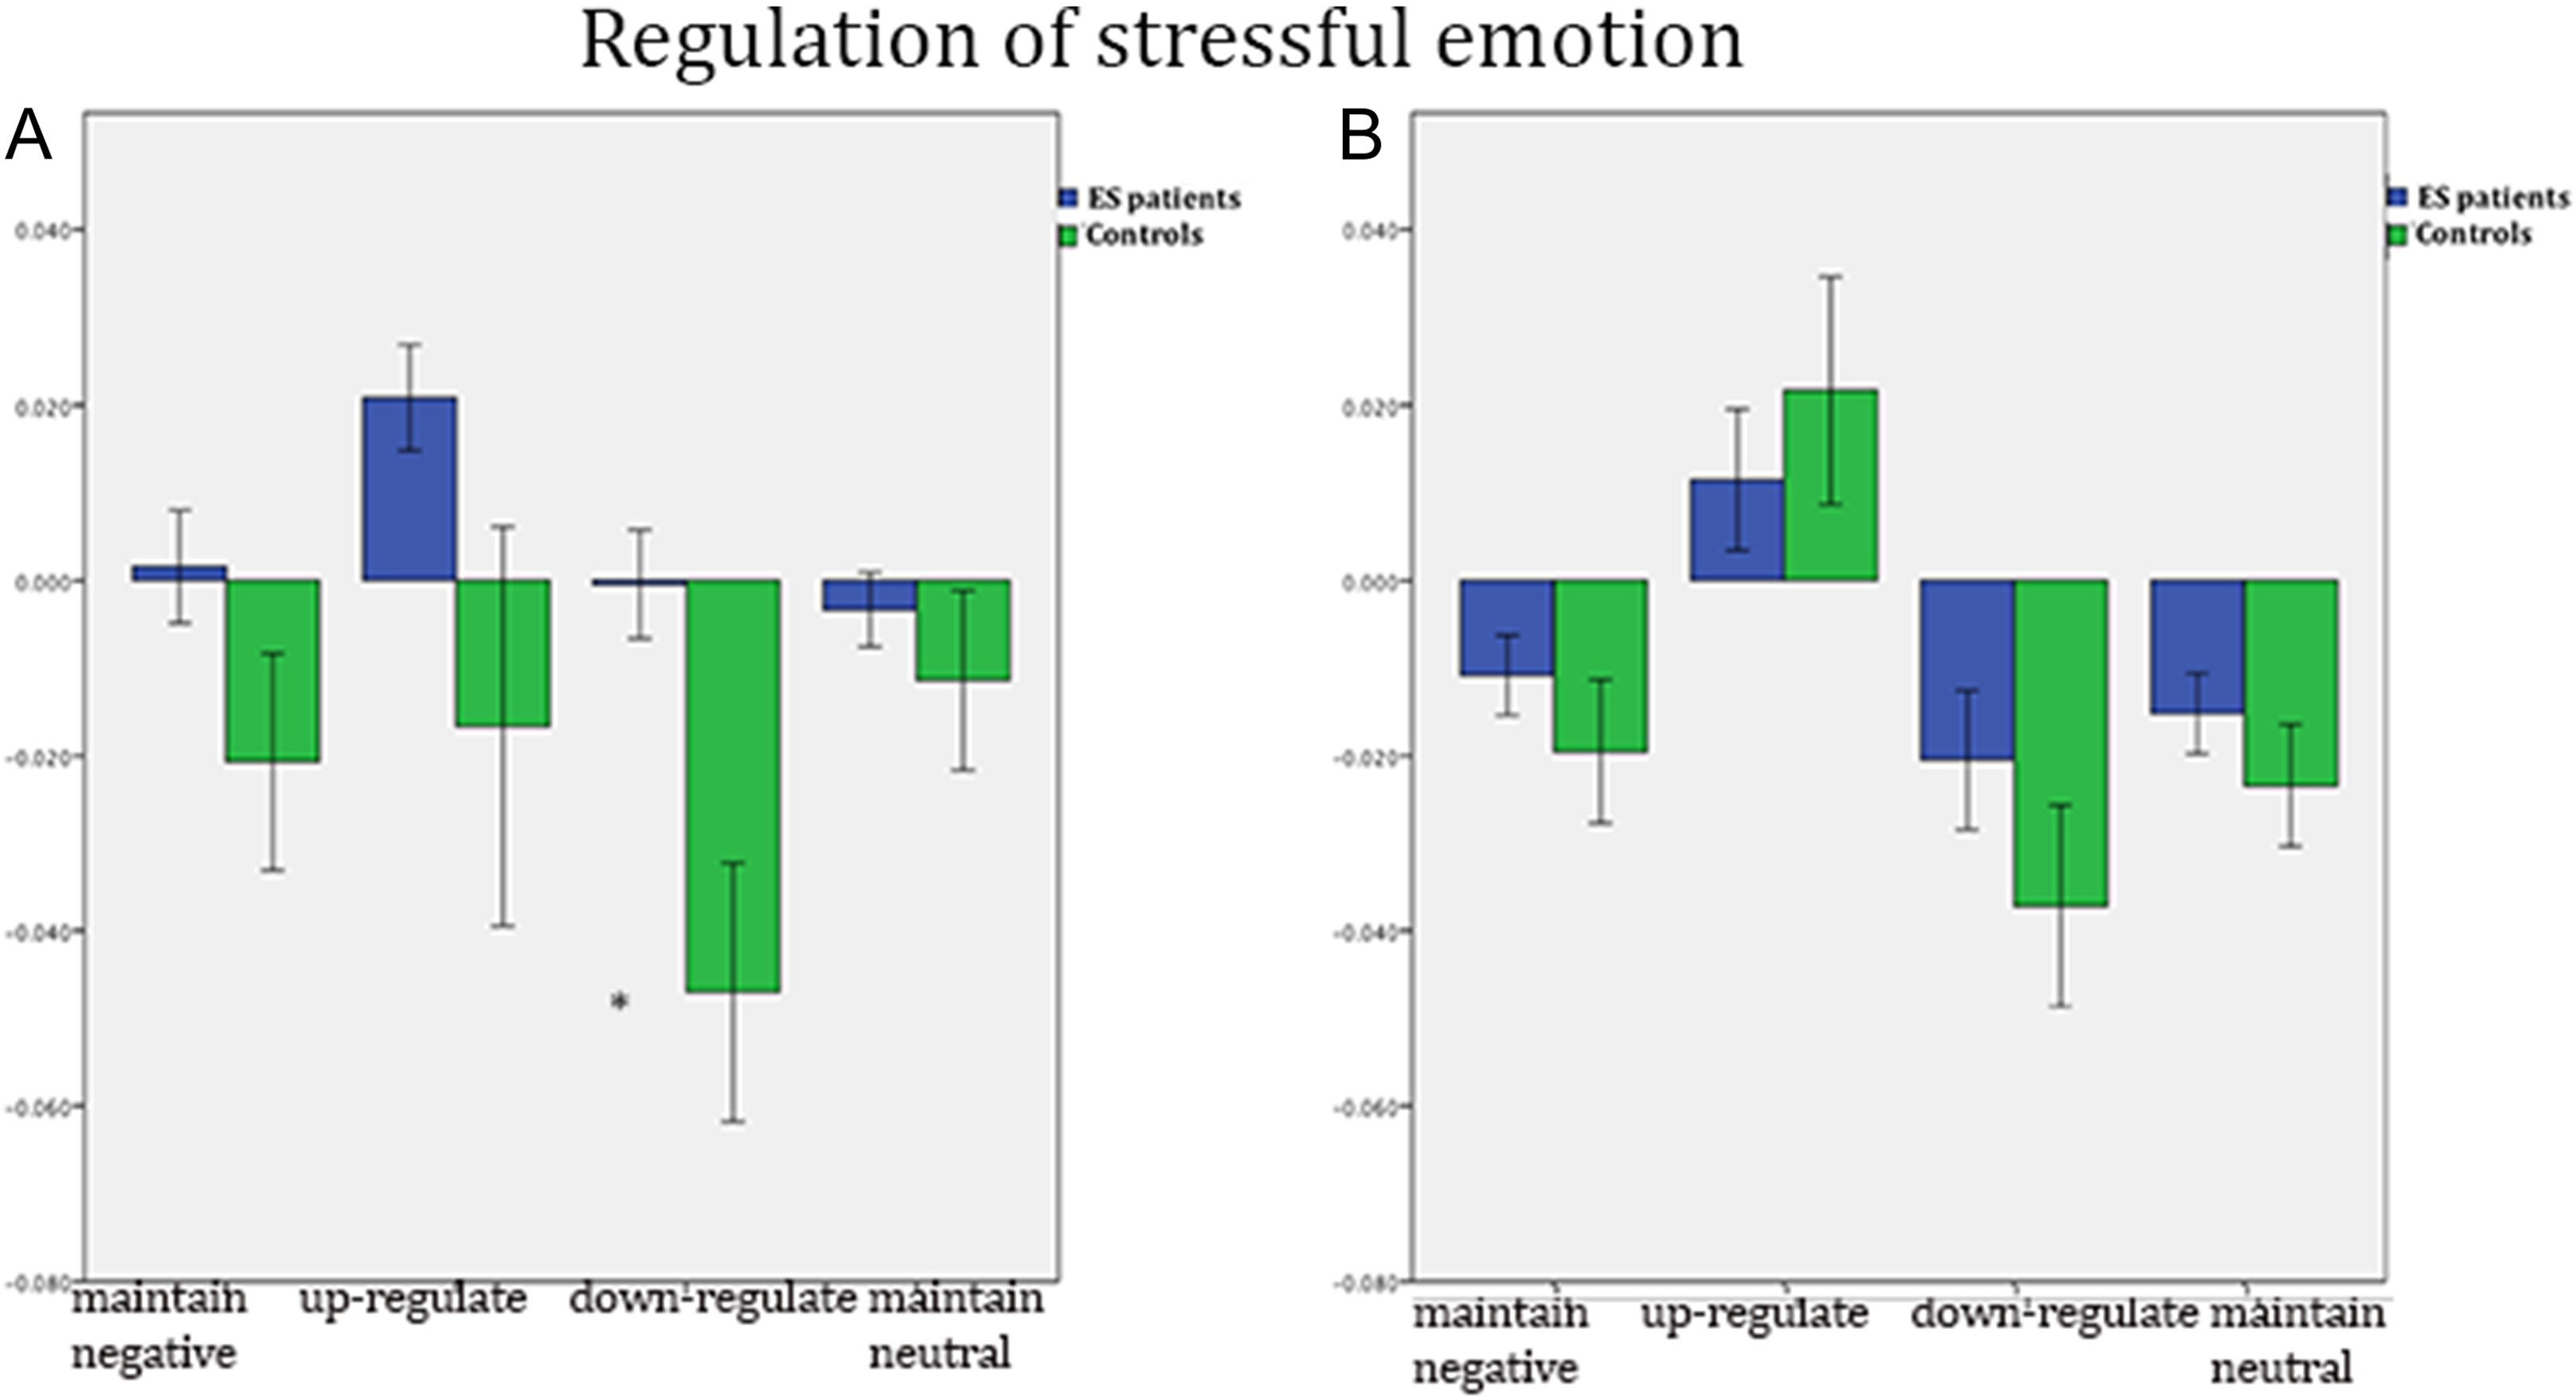 Regulation of stressful emotion
A
ES patients
Controls
0.040
0.020
0.000
-0.020
-0.040
-0.060
-0.080
*
maintain up-regulate down-regulate maintain
negative neutral
B
ES patients
Controls
0.040
0.020
0.000
-0.020
-0.040
-0.060
-0.080
maintain up-regulate down-regulate maintain
negative neutral